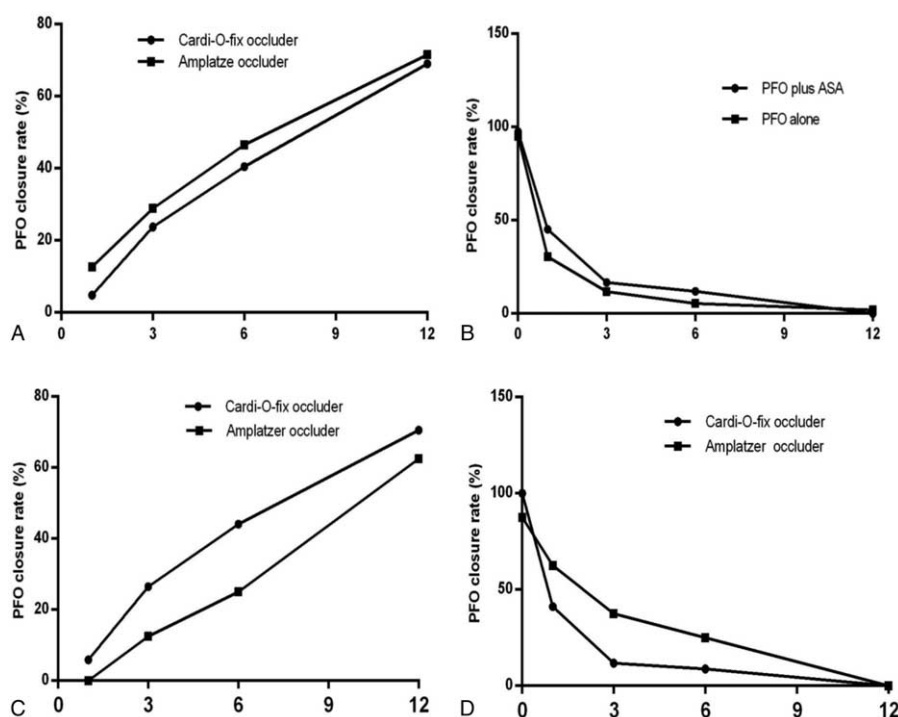 80
60
40
20
0
PFO closure rate (%)
Cardi-O-fix occluder
Amplatze occluder
0 3 6 9 12
A
150
100
50
0
PFO closure rate (%)
PFO plus ASA
PFO alone
0 3 6 9 12
B
80
60
40
20
0
PFO closure rate (%)
Cardi-O-fix occluder
Amplatzer occluder
0 3 6 9 12
C
150
100
50
0
PFO closure rate (%)
Cardi-O-fix occluder
Amplatzer occluder
0 3 6 9 12
D